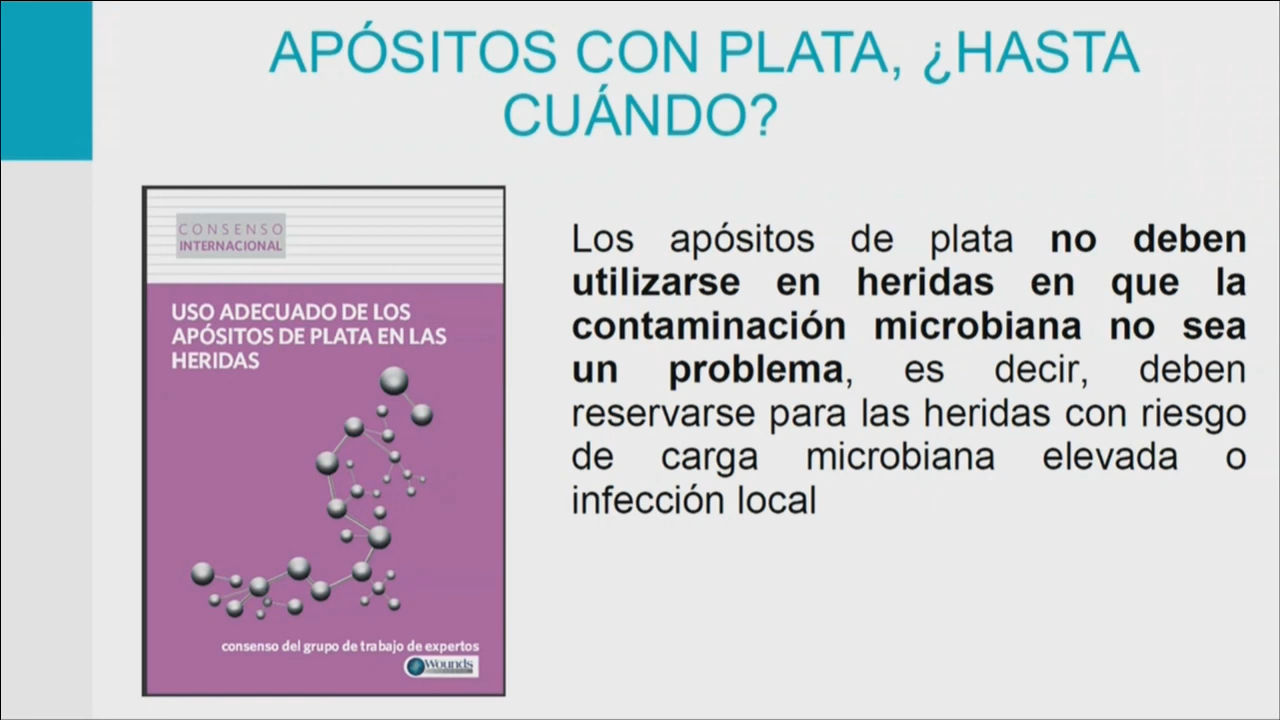 APÓSITOS CON PLATA, ¿HASTA
CUÁNDO?
CONSENSO
INTERNACIONAL
USO ADECUADO DE LOS
APÓSITOS DE PLATA EN LAS
HERIDAS
consenso del grupo de trabajo de expertos
Wounds
Los apósitos de plata no deben
utilizarse en heridas en que la
contaminación microbiana no sea
un problema, es decir, deben
reservarse para las heridas con riesgo
de carga microbiana elevada o
infección local